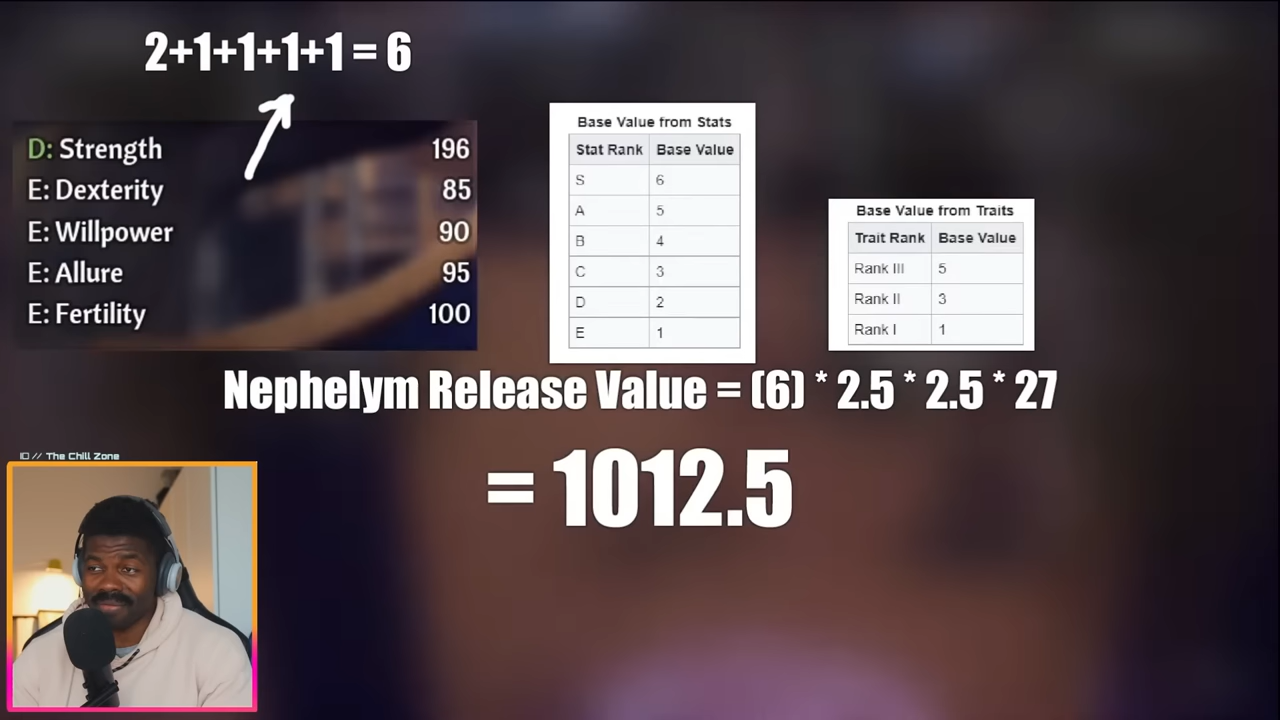 2+1+1+1+1 = 6
D: Strength 196
E: Dexterity 85
E: Willpower 90
E: Allure 95
E: Fertility 100
Base Value from Stats
Stat Rank Base Value
S 6
A 5
B 4
C 3
D 2
E 1
Base Value from Traits
Trait Rank Base Value
Rank III 5
Rank II 3
Rank I 1
Nephelym Release Value = (6) * 2.5 * 2.5 * 27
= 1012.5
// The Chill Zone